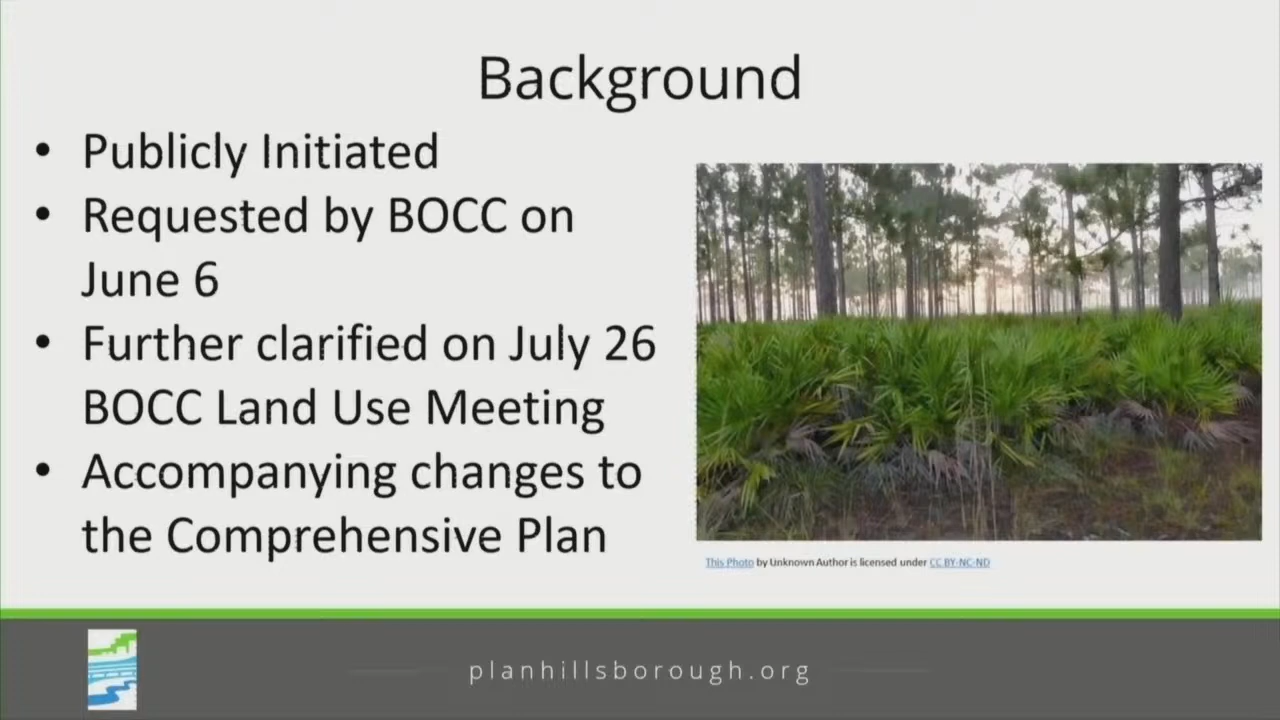 Background
• Publicly Initiated
• Requested by BOCC on
June 6
• Further clarified on July 26
BOCC Land Use Meeting
• Accompanying changes to
the Comprehensive Plan
This Photo by Unknown Author is licensed under CC BY-NC-ND
planhillsborough.org